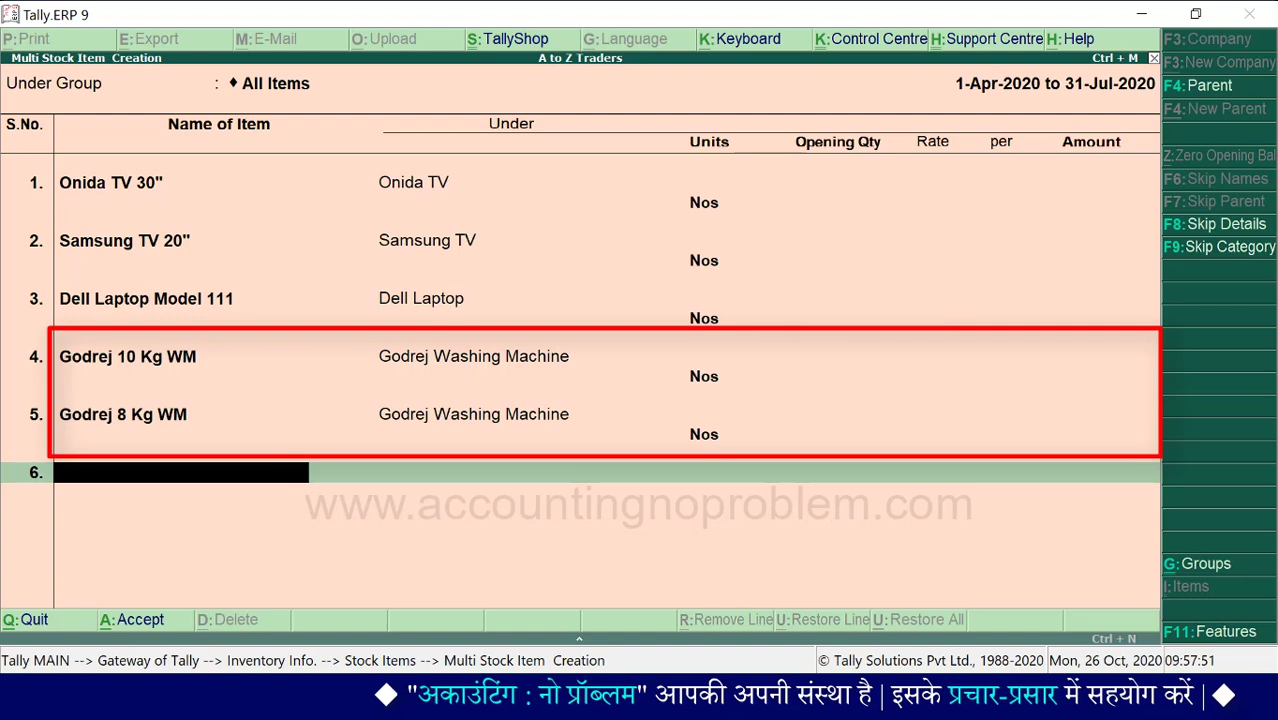 Tally.ERP 9
P: Print E: Export M: E-Mail O: Upload S: TallyShop G: Language K: Keyboard K: Control Centre H: Support Centre H: Help F3: Company
Multi Stock Item Creation A to Z Traders Ctrl + M F3: New Company
Under Group : ♦ All Items 1-Apr-2020 to 31-Jul-2020 F4: Parent
F4: New Parent
S.No. Name of Item Under
Units Opening Qty Rate per Amount
Z: Zero Opening Bal
F6: Skip Names
1. Onida TV 30" Onida TV
Nos F7: Skip Parent
F8: Skip Details
2. Samsung TV 20" Samsung TV F9: Skip Category
Nos
3. Dell Laptop Model 111 Dell Laptop
Nos
4. Godrej 10 Kg WM Godrej Washing Machine
Nos
5. Godrej 8 Kg WM Godrej Washing Machine
Nos
6.
www.accountingnoproblem.com
G: Groups
I: Items
Q: Quit A: Accept D: Delete R: Remove Line U: Restore Line U: Restore All
F11: Features
Ctrl + N
Tally MAIN --> Gateway of Tally --> Inventory Info. --> Stock Items --> Multi Stock Item Creation © Tally Solutions Pvt Ltd., 1988-2020 Mon, 26 Oct, 2020 09:57:51
◆ "अकाउंटिंग : नो प्रॉब्लम" आपकी अपनी संस्था है | इसके प्रचार-प्रसार में सहयोग करें | ◆